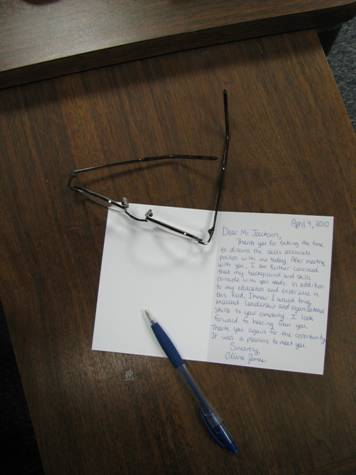 April 9, 2010
Dear Mr. Jackson,
Thank you for taking the time
to discuss the sales associate
position with me today. After meeting
with you, I am further convinced
that my background and skills
coincide with your needs. In addition
to my education and experience in
this field, I know I would bring
leadership and organizational
skills to your company. I look
forward to hearing from you.
Thank you again for the opportunity.
It was a pleasure to meet you.
Sincerely,
Olivia Jones